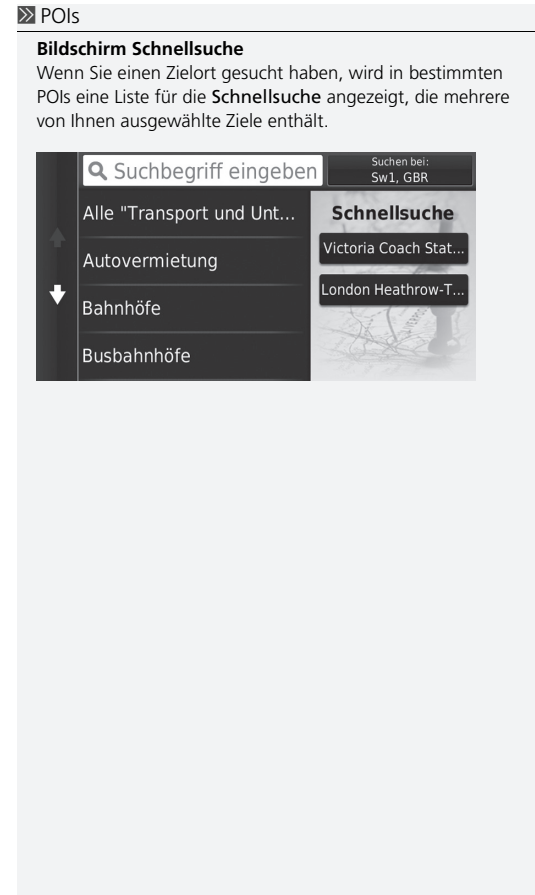 POIs
Bildschirm Schnellsuche
Wenn Sie einen Zielort gesucht haben, wird in bestimmten
POIs eine Liste für die Schnellsuche angezeigt, die mehrere
von Ihnen ausgewählte Ziele enthält.
Suchbegriff eingeben
Suchen bei:
Sw1, GBR
Alle "Transport und Unt...
Schnellsuche
Victoria Coach Stat...
Autovermietung
London Heathrow-T...
Bahnhöfe
Busbahnhöfe